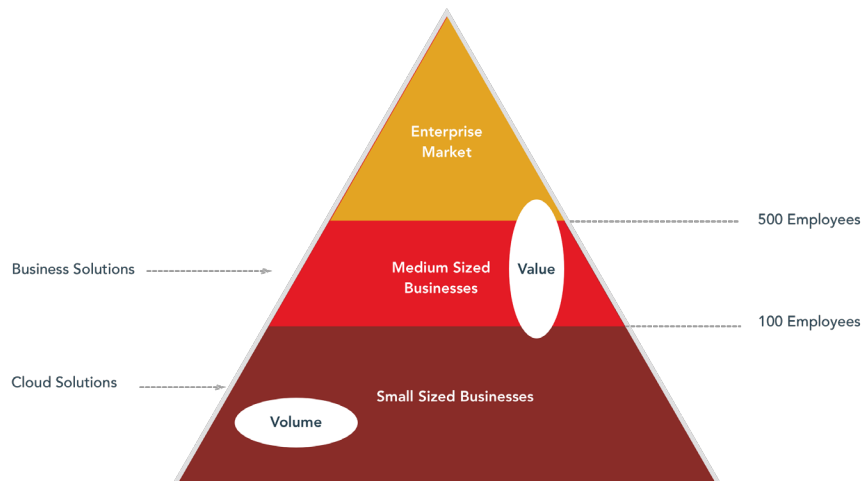 Enterprise
Market
500 Employees
Business Solutions
Medium Sized
Businesses
Value
100 Employees
Cloud Solutions
Small Sized Businesses
Volume